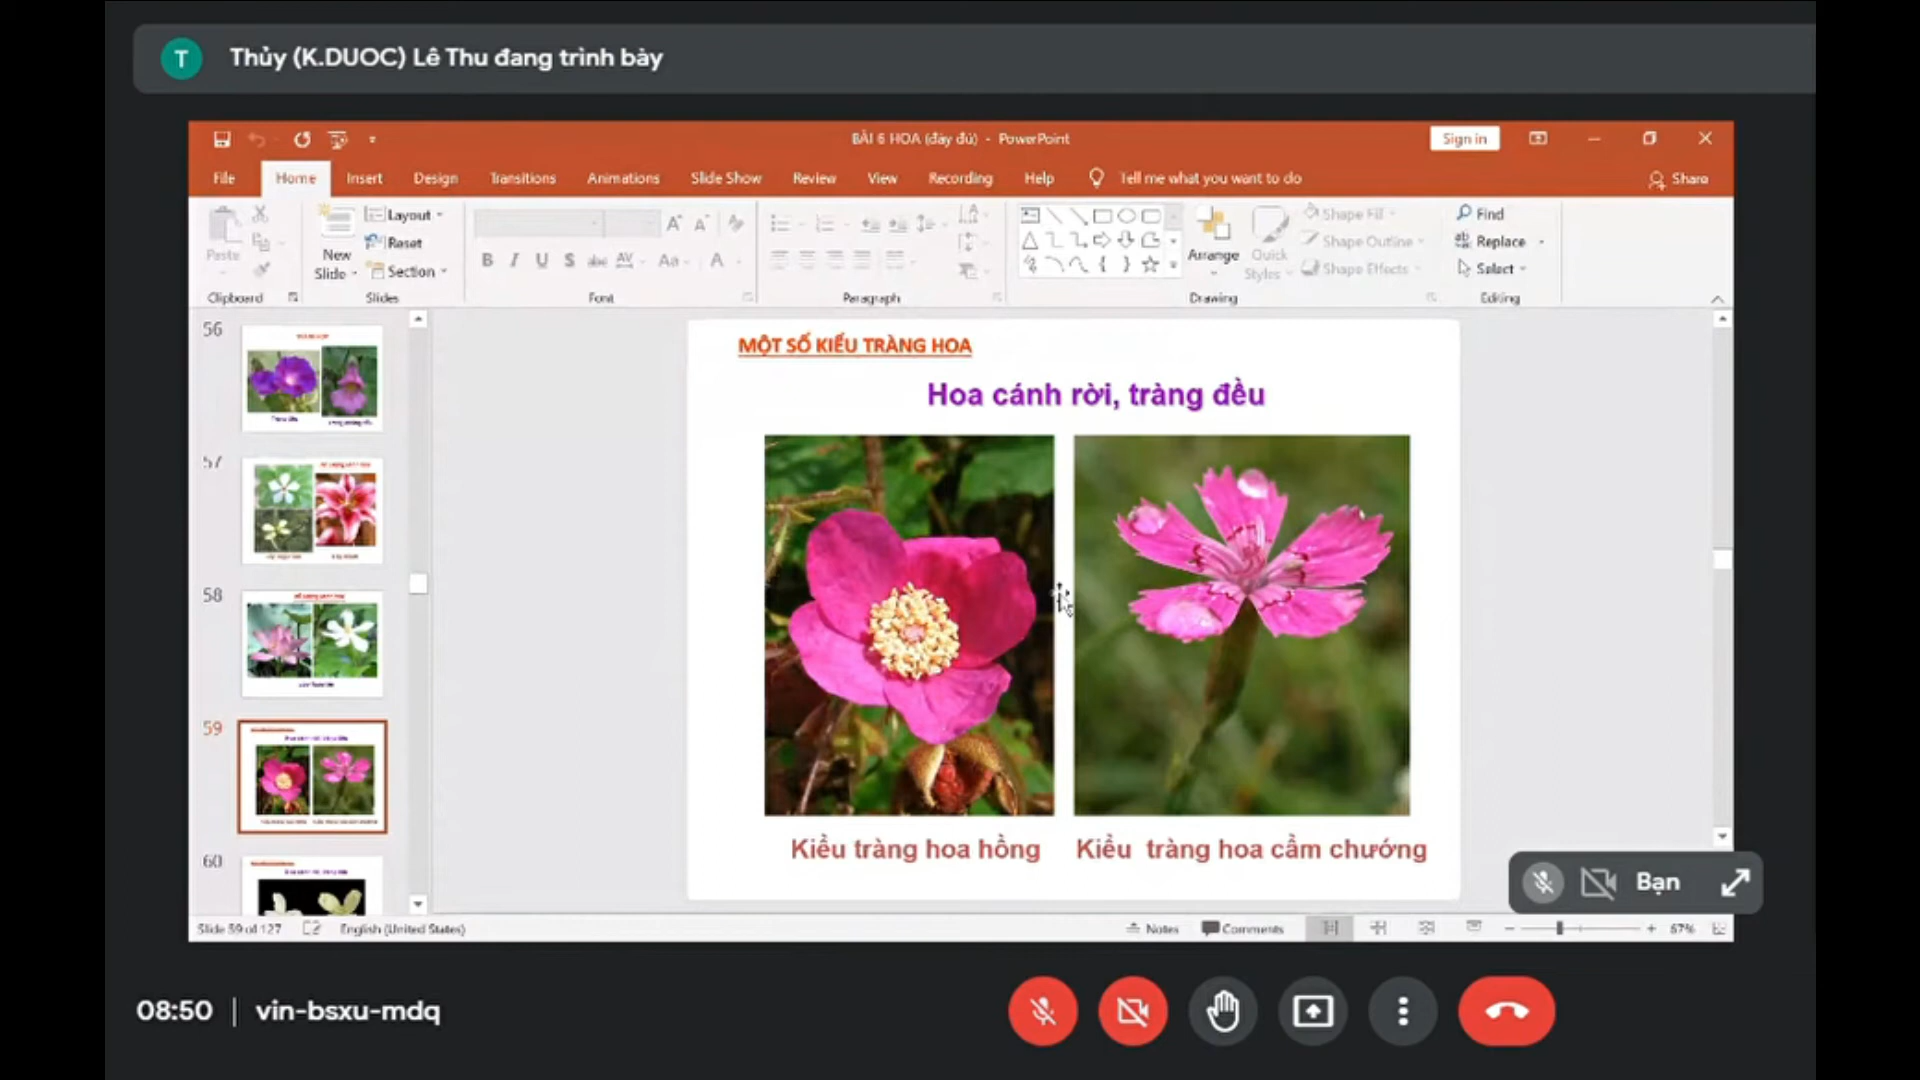 T
Thủy (K.DUOC) Lê Thu đang trình bày
BÀI 6 HOA (đầy đủ) - PowerPoint
Sign in
File Home Insert Design Transitions Animations Slide Show Review View Recording Help Tell me what you want to do Share
Paste
New Slide
Layout
Reset
Section
B I U S abc AV Aa A
Arrange
Quick Styles
Shape Fill
Shape Outline
Shape Effects
Find
Replace
Select
Clipboard Slides Font Paragraph Drawing Editing
56
57
58
59
60
MỘT SỐ KIỂU TRÀNG HOA
Hoa cánh rời, tràng đều
Kiểu tràng hoa hồng
Kiểu tràng hoa cẩm chướng
Bạn
Slide 59 of 127 English (United States) Notes Comments 67%
08:50 | vin-bsxu-mdq